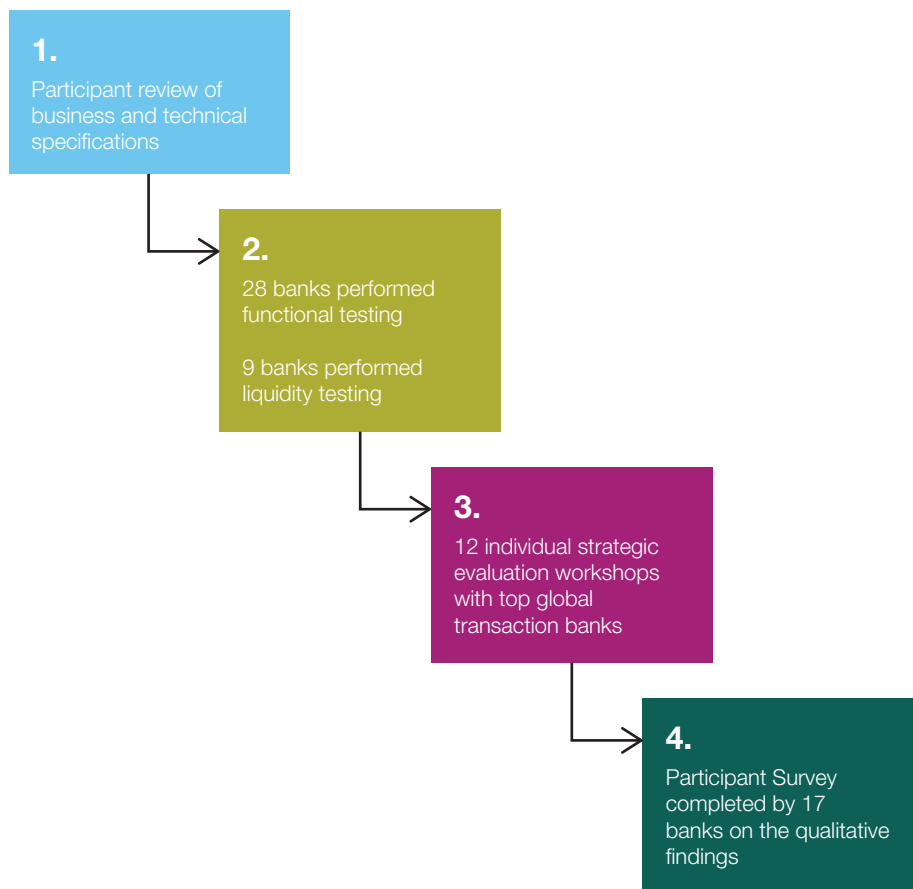 1.
Participant review of
business and technical
specifications
2.
28 banks performed
functional testing
9 banks performed
liquidity testing
3.
12 individual strategic
evaluation workshops
with top global
transaction banks
4.
Participant Survey
completed by 17
banks on the qualitative
findings